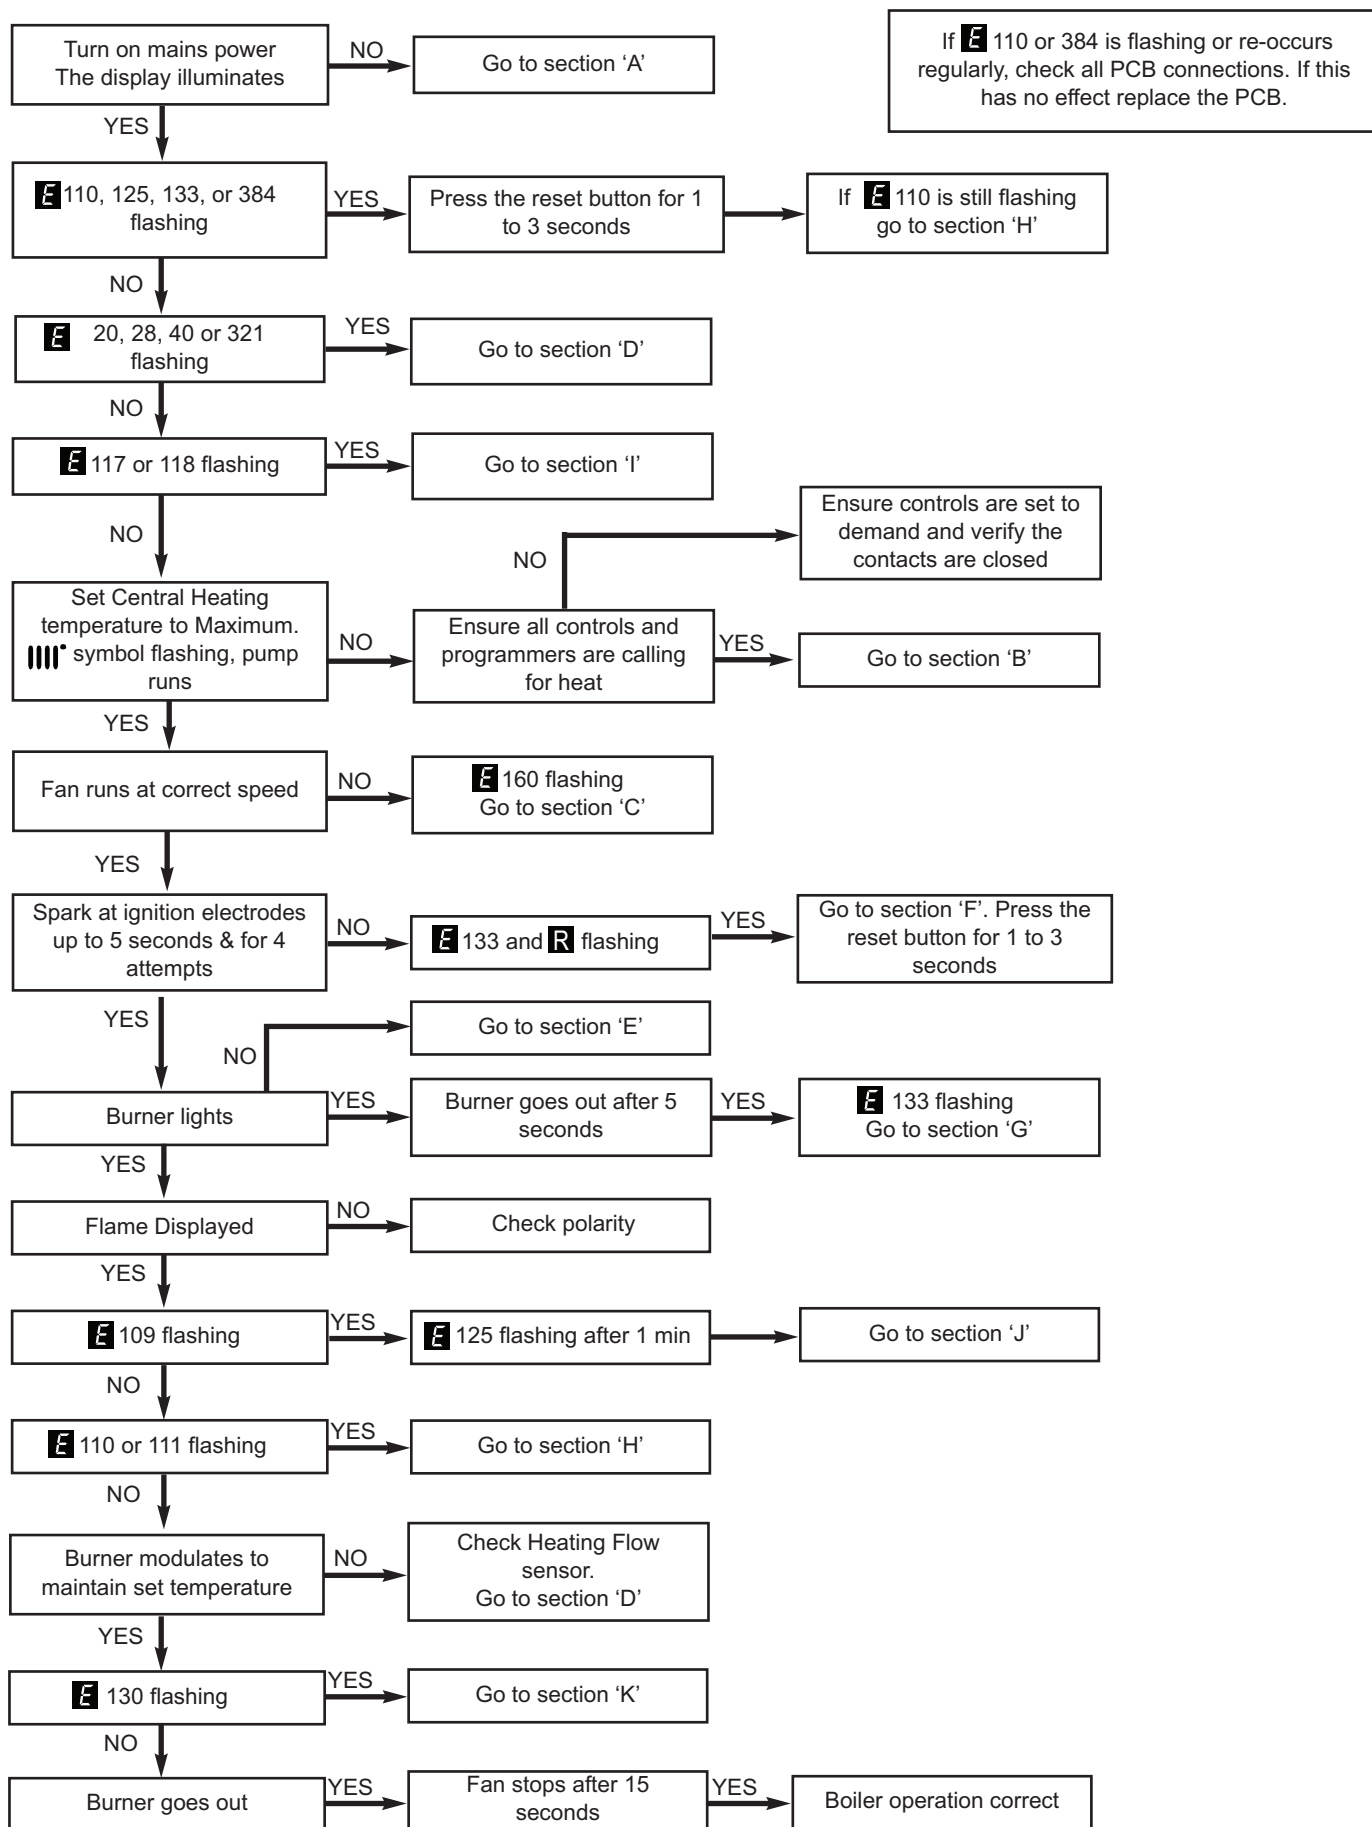 Turn on mains power
The display illuminates
NO
Go to section ‘A’
If E 110 or 384 is flashing or re-occurs
regularly, check all PCB connections. If this
has no effect replace the PCB.
YES
E 110, 125, 133, or 384
flashing
YES
Press the reset button for 1
to 3 seconds
If E 110 is still flashing
go to section ‘H’
NO
E 20, 28, 40 or 321
flashing
YES
Go to section ‘D’
NO
E 117 or 118 flashing
YES
Go to section ‘I’
NO
Set Central Heating
temperature to Maximum.
symbol flashing, pump
runs
NO
Ensure all controls and
programmers are calling
for heat
NO
Ensure controls are set to
demand and verify the
contacts are closed
YES
Go to section ‘B’
YES
Fan runs at correct speed
NO
E 160 flashing
Go to section ‘C’
YES
Spark at ignition electrodes
up to 5 seconds & for 4
attempts
NO
E 133 and R flashing
YES
Go to section ‘F’. Press the
reset button for 1 to 3
seconds
YES
NO
Go to section ‘E’
Burner lights
YES
Burner goes out after 5
seconds
YES
E 133 flashing
Go to section ‘G’
YES
Flame Displayed
NO
Check polarity
YES
E 109 flashing
YES
E 125 flashing after 1 min
Go to section ‘J’
NO
E 110 or 111 flashing
YES
Go to section ‘H’
NO
Burner modulates to
maintain set temperature
NO
Check Heating Flow
sensor.
Go to section ‘D’
YES
E 130 flashing
YES
Go to section ‘K’
NO
Burner goes out
YES
Fan stops after 15
seconds
YES
Boiler operation correct